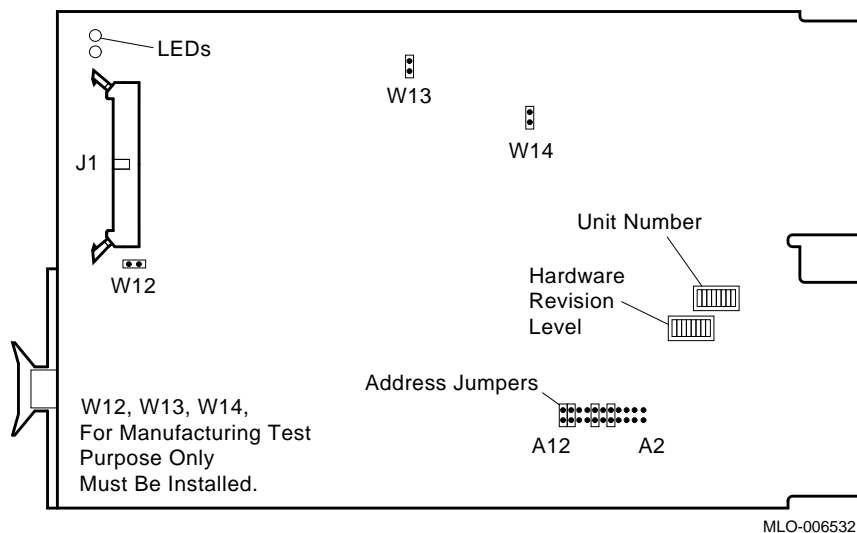 LEDs
W13
J1
W14
Unit Number
W12
Hardware
Revision
Level
Address Jumpers
W12, W13, W14,
For Manufacturing Test
Purpose Only
Must Be Installed.
A12
A2
MLO-006532